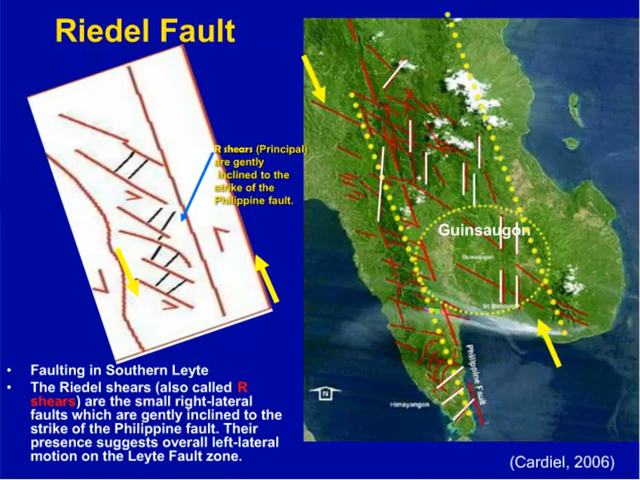 Riedel Fault
R shears (Principal)
are gently
inclined to the
strike of the
Philippine fault.
Guinsaugon
Guinsaugon
Philippine Fault
Himayangon
N
• Faulting in Southern Leyte
• The Riedel shears (also called R
shears) are the small right-lateral
faults which are gently inclined to the
strike of the Philippine fault. Their
presence suggests overall left-lateral
motion on the Leyte Fault zone.
(Cardiel, 2006)